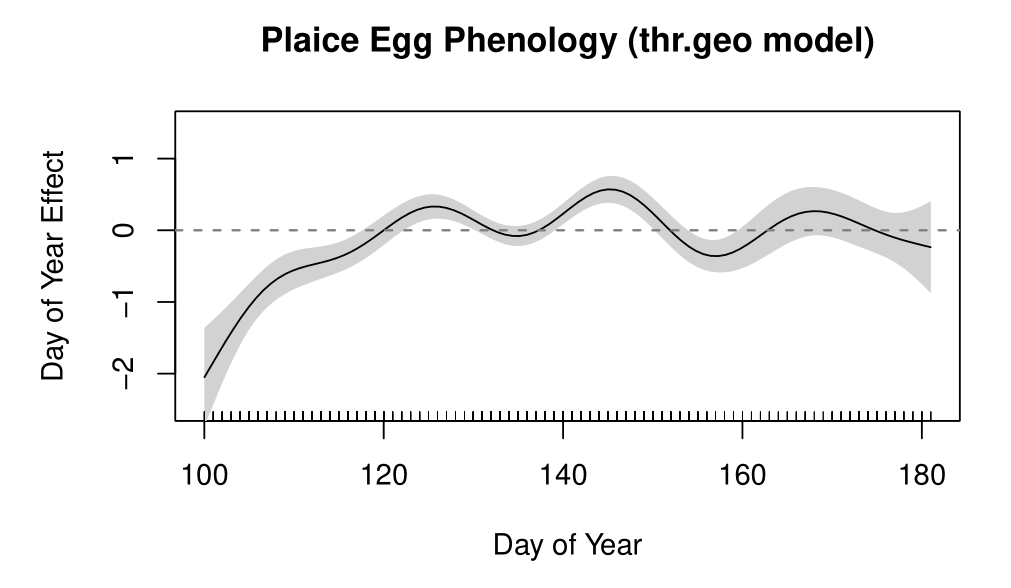 Plaice Egg Phenology (thr.geo model)
Day of Year Effect
1
0
−1
−2
100 120 140 160 180
Day of Year